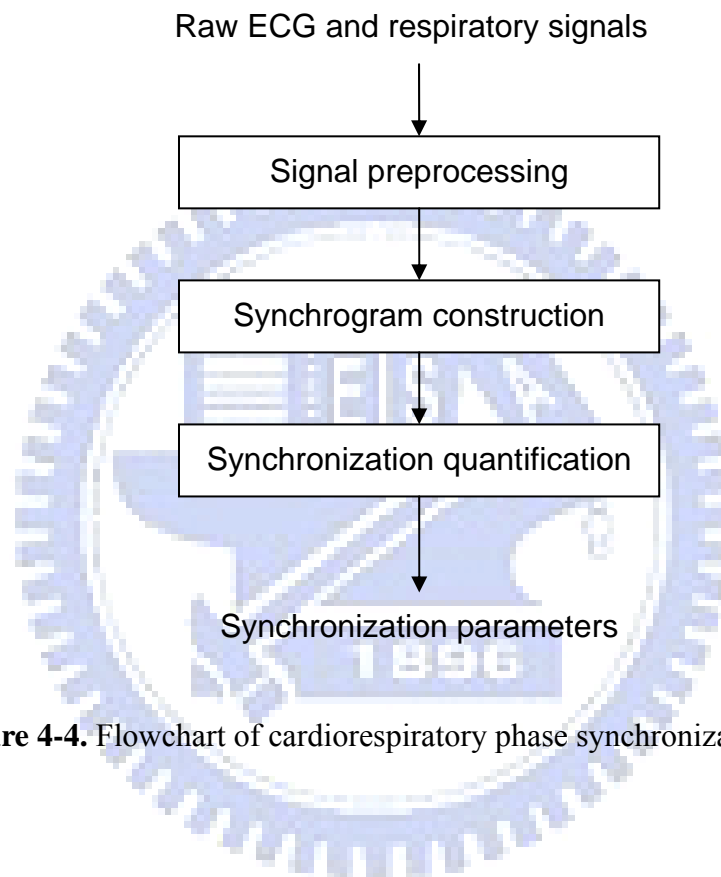 Raw ECG and respiratory signals
Signal preprocessing
Synchrogram construction
Synchronization quantification
Synchronization parameters
1896
re 4-4. Flowchart of cardiorespiratory phase synchroniza